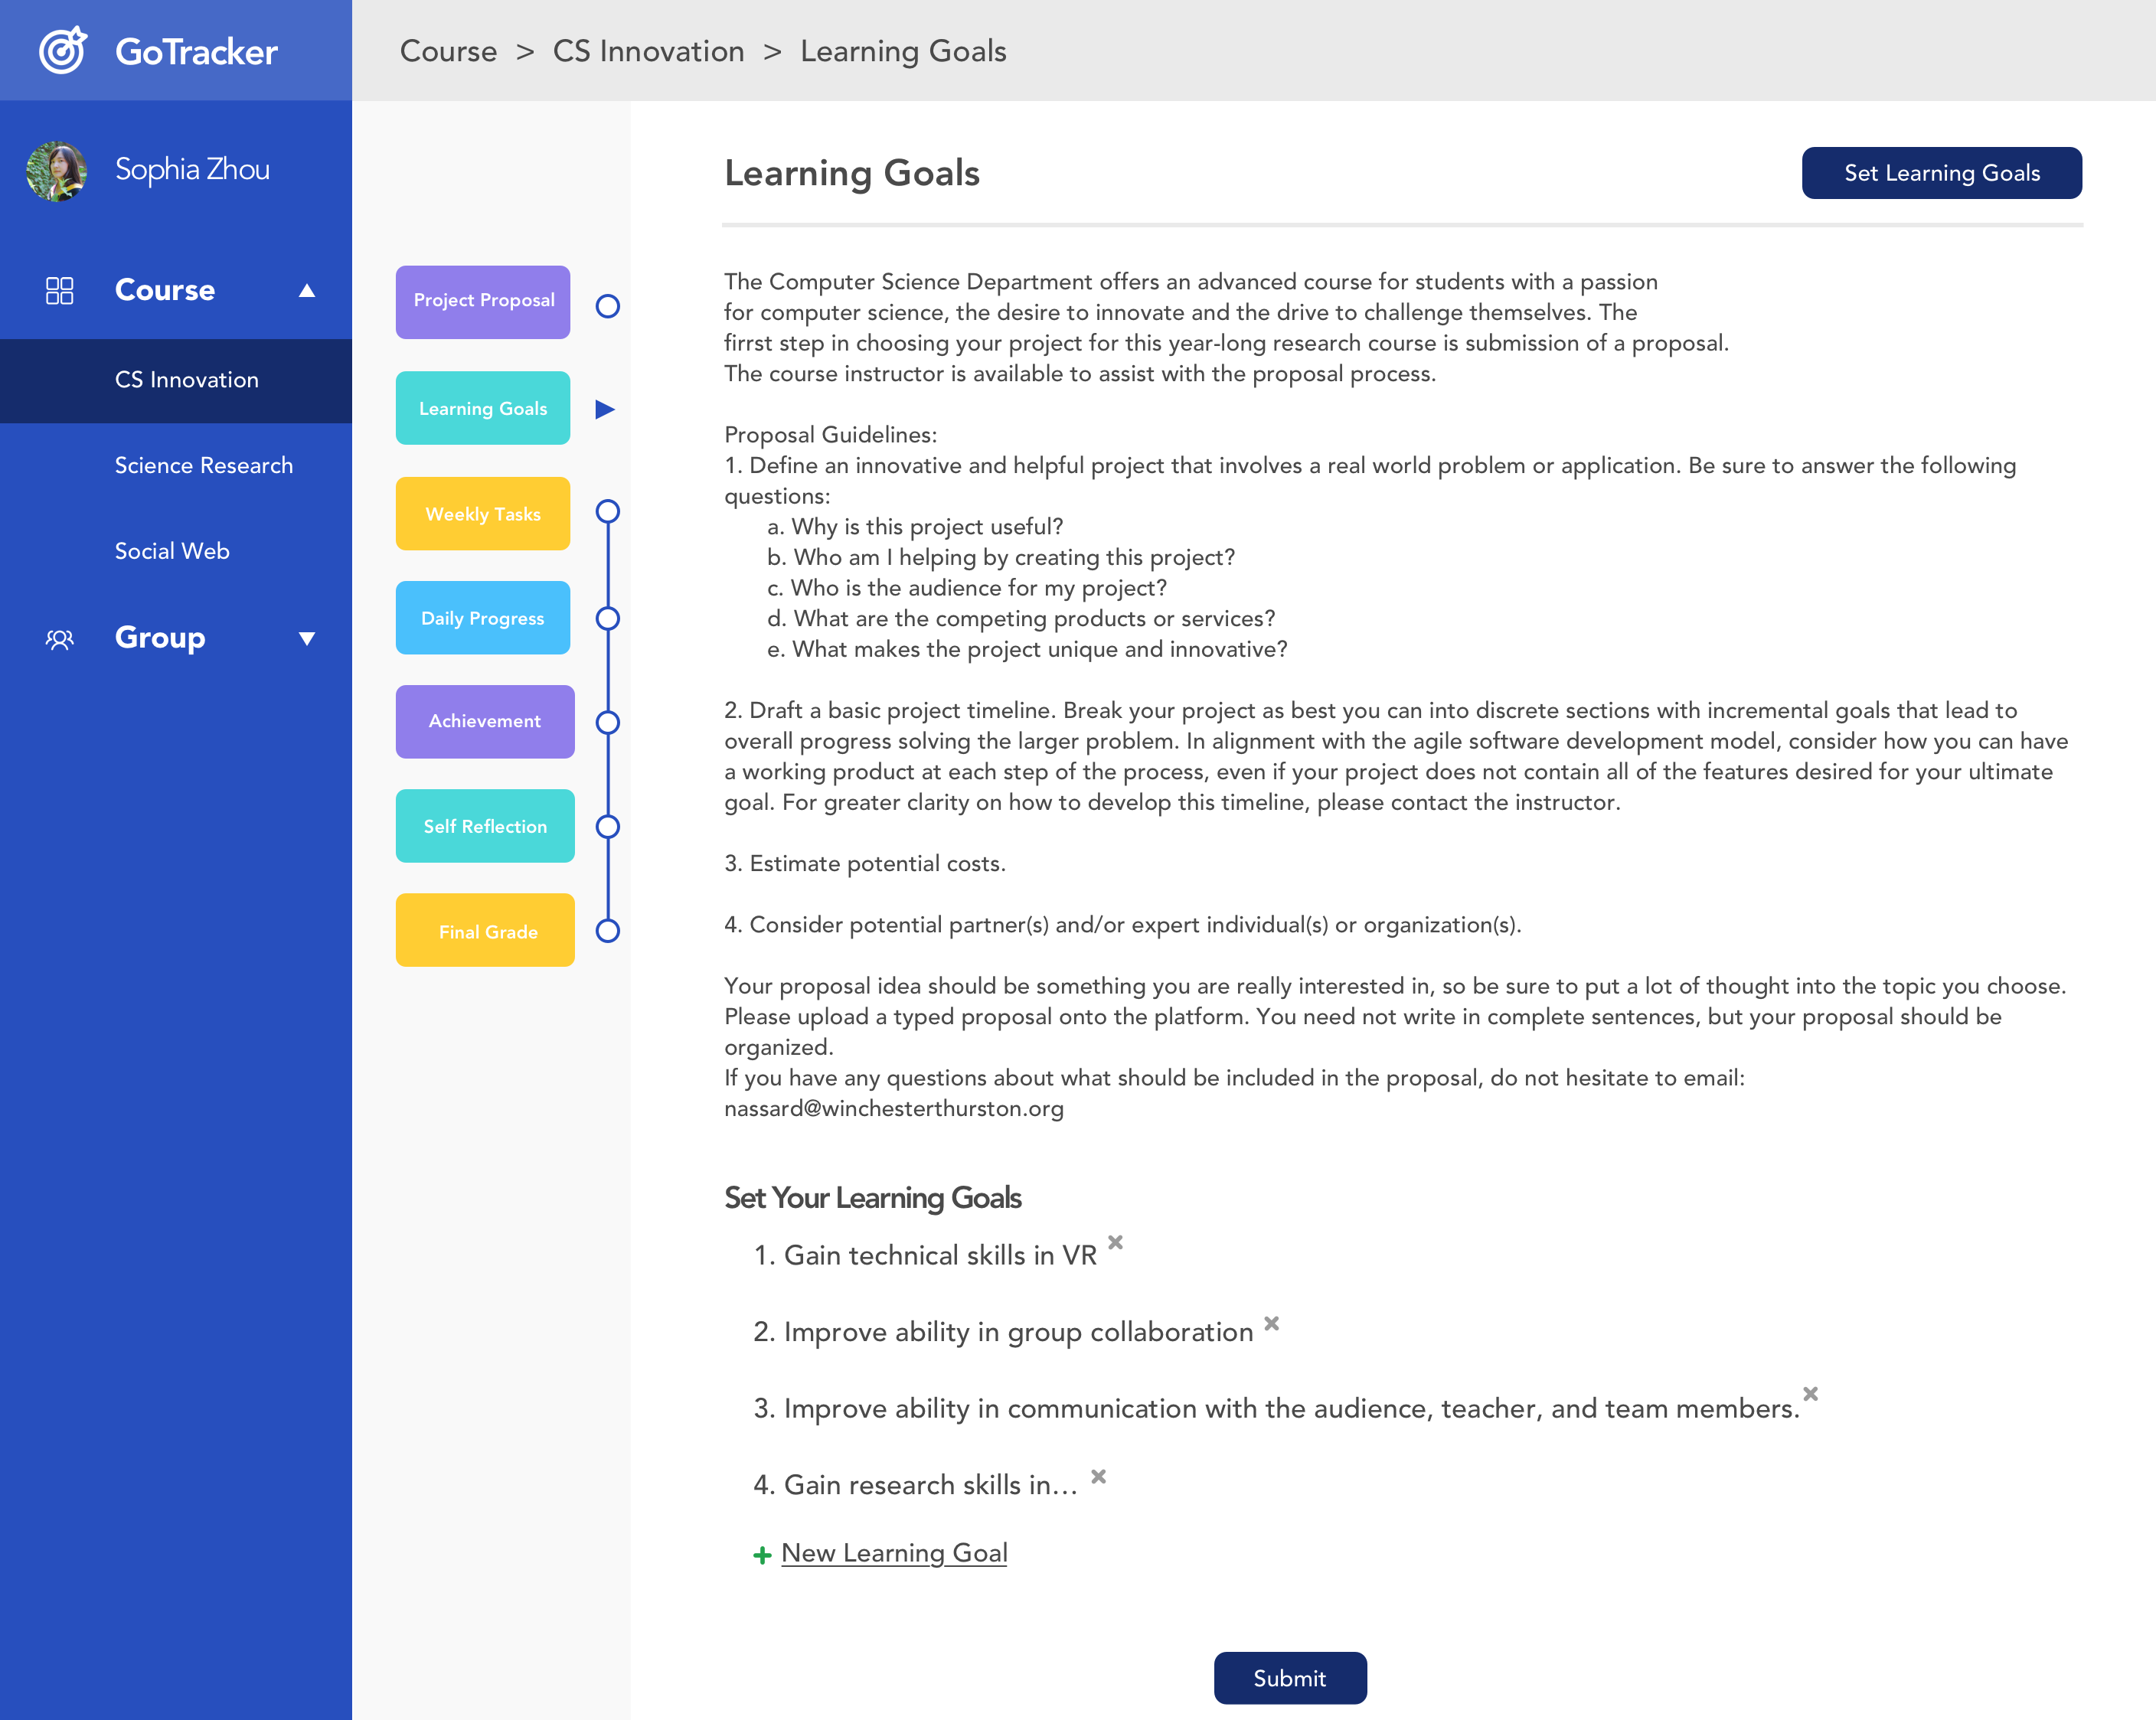 GoTracker
Course > CS Innovation > Learning Goals
Sophia Zhou
Course
CS Innovation
Science Research
Social Web
Group
Project Proposal
Learning Goals
Weekly Tasks
Daily Progress
Achievement
Self Reflection
Final Grade
Learning Goals
Set Learning Goals
The Computer Science Department offers an advanced course for students with a passion
for computer science, the desire to innovate and the drive to challenge themselves. The
firrst step in choosing your project for this year-long research course is submission of a proposal.
The course instructor is available to assist with the proposal process.
Proposal Guidelines:
1. Define an innovative and helpful project that involves a real world problem or application. Be sure to answer the following
questions:
a. Why is this project useful?
b. Who am I helping by creating this project?
c. Who is the audience for my project?
d. What are the competing products or services?
e. What makes the project unique and innovative?
2. Draft a basic project timeline. Break your project as best you can into discrete sections with incremental goals that lead to
overall progress solving the larger problem. In alignment with the agile software development model, consider how you can have
a working product at each step of the process, even if your project does not contain all of the features desired for your ultimate
goal. For greater clarity on how to develop this timeline, please contact the instructor.
3. Estimate potential costs.
4. Consider potential partner(s) and/or expert individual(s) or organization(s).
Your proposal idea should be something you are really interested in, so be sure to put a lot of thought into the topic you choose.
Please upload a typed proposal onto the platform. You need not write in complete sentences, but your proposal should be
organized.
If you have any questions about what should be included in the proposal, do not hesitate to email:
nassard@winchesterthurston.org
Set Your Learning Goals
1. Gain technical skills in VR
2. Improve ability in group collaboration
3. Improve ability in communication with the audience, teacher, and team members.
4. Gain research skills in...
+ New Learning Goal
Submit